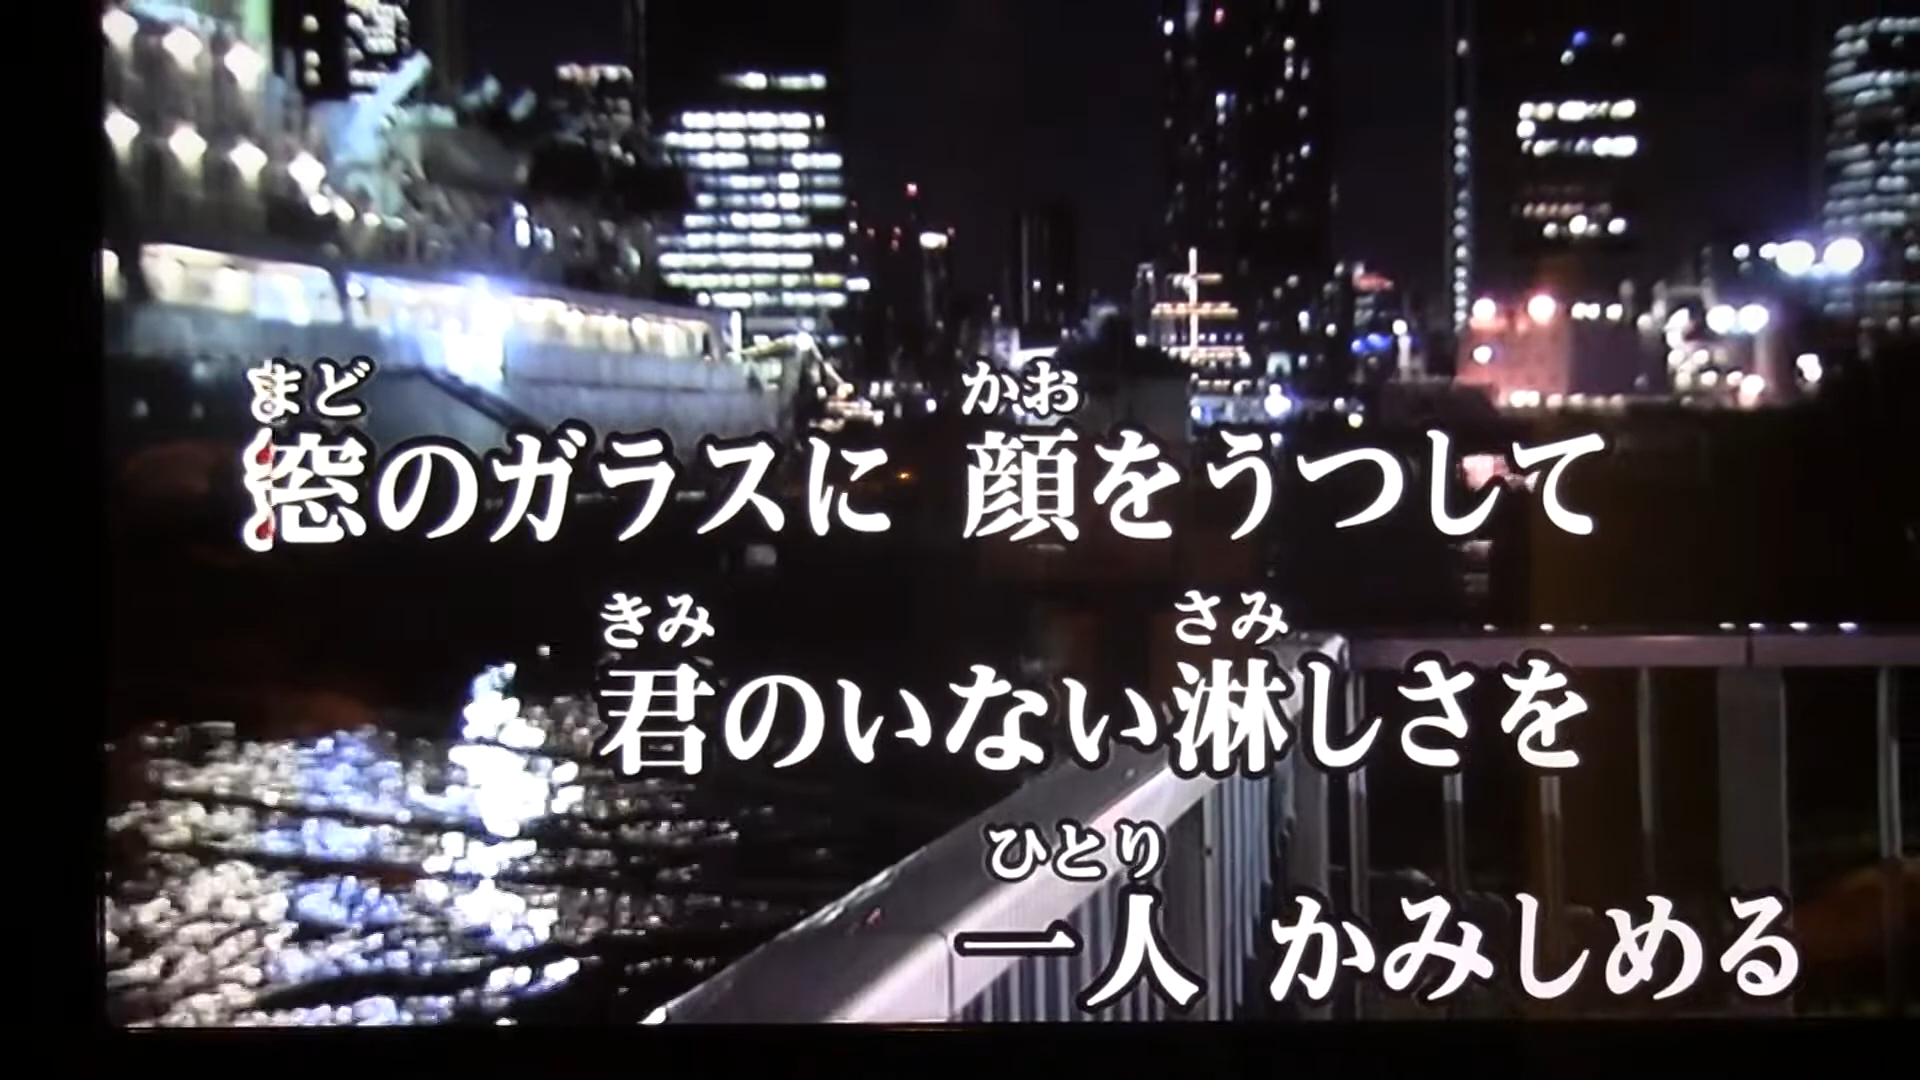 まど かお
窓のガラスに 顔をうつして
きみ さみ
君のいない淋しさを
ひとり
一人 かみしめる